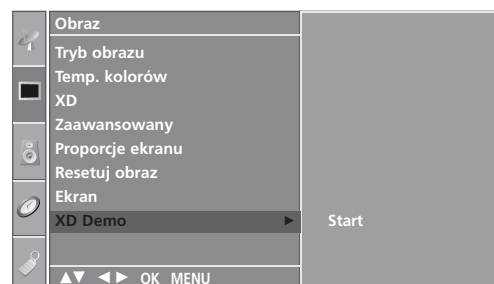 Obraz
Tryb obrazu
Temp. kolorów
XD
Zaawansowany
Proporcje ekranu
Resetuj obraz
Ekran
XD Demo ► Start
▲▼ ◄► OK MENU